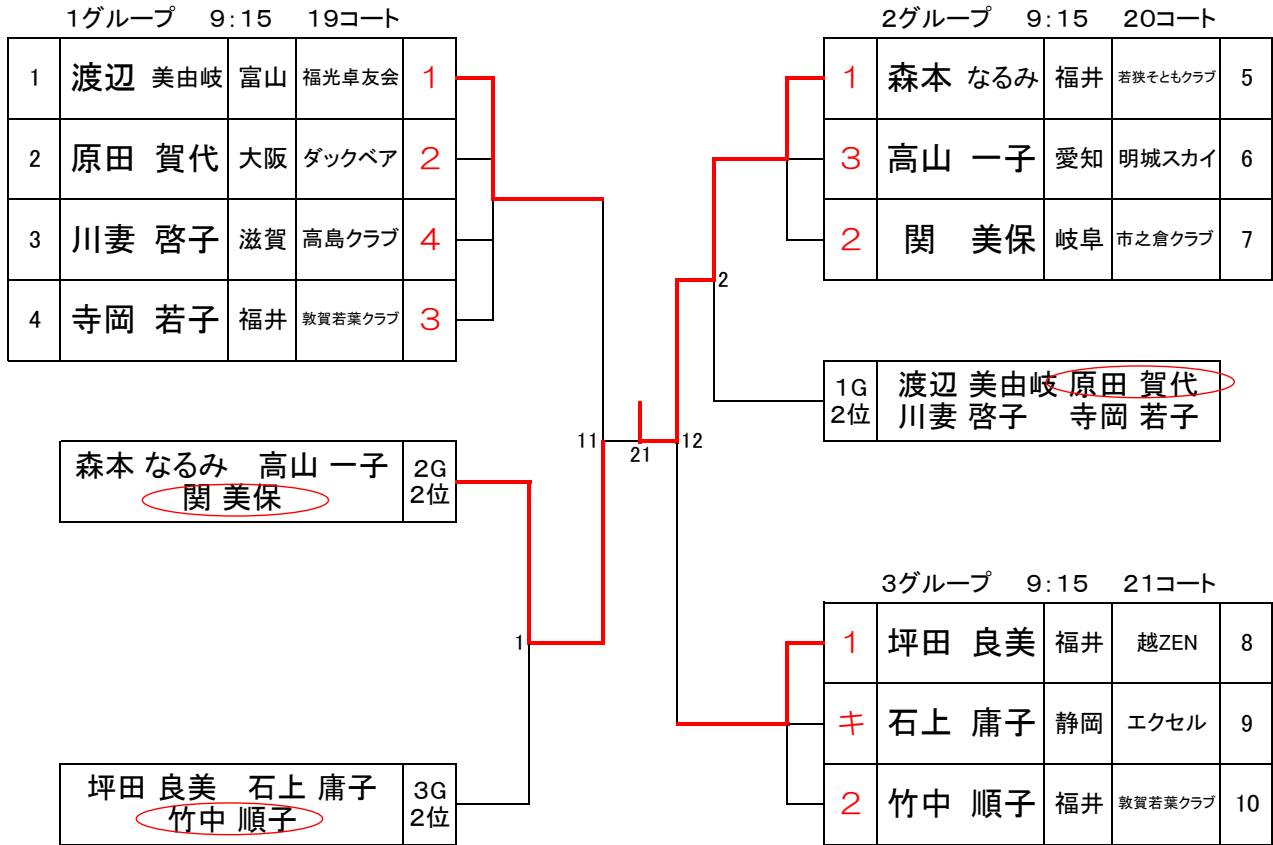 1グループ 9:15 19コート
1 渡辺 美由岐 富山 福光卓友会 1
2 原田 賀代 大阪 ダックベア 2
3 川妻 啓子 滋賀 高島クラブ 4
4 寺岡 若子 福井 敦賀若葉クラブ 3
森本 なるみ 高山 一子
関 美保
2G
2位
坪田 良美 石上 庸子
竹中 順子
3G
2位
1
11
21
12
2
2グループ 9:15 20コート
1 森本 なるみ 福井 若狭そともクラブ 5
3 高山 一子 愛知 明城スカイ 6
2 関 美保 岐阜 市之倉クラブ 7
1G
2位
渡辺 美由岐 原田 賀代
川妻 啓子 寺岡 若子
3グループ 9:15 21コート
1 坪田 良美 福井 越ZEN 8
キ 石上 庸子 静岡 エクセル 9
2 竹中 順子 福井 敦賀若葉クラブ 10